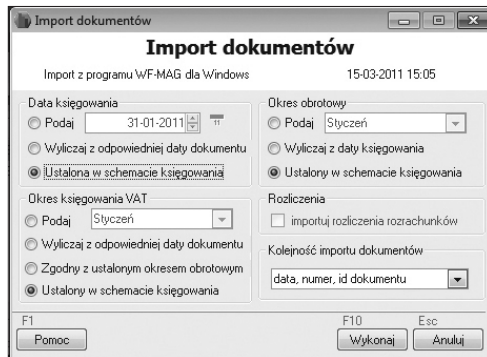 Import dokumentów
Import dokumentów
Import z programu WF-MAG dla Windows 15-03-2011 15:05
Data księgowania
Podaj 31-01-2011
Wyliczaj z odpowiedniej daty dokumentu
Ustalona w schemacie księgowania
Okres księgowania VAT
Podaj Styczeń
Wyliczaj z odpowiedniej daty dokumentu
Zgodny z ustalonym okresem obrotowym
Ustalony w schemacie księgowania
Okres obrotowy
Podaj Styczeń
Wyliczaj z daty księgowania
Ustalony w schemacie księgowania
Rozliczenia
importuj rozliczenia rozrachunków
Kolejność importu dokumentów
data, numer, id dokumentu
F1 F10 Esc
Pomoc Wykonaj Anuluj